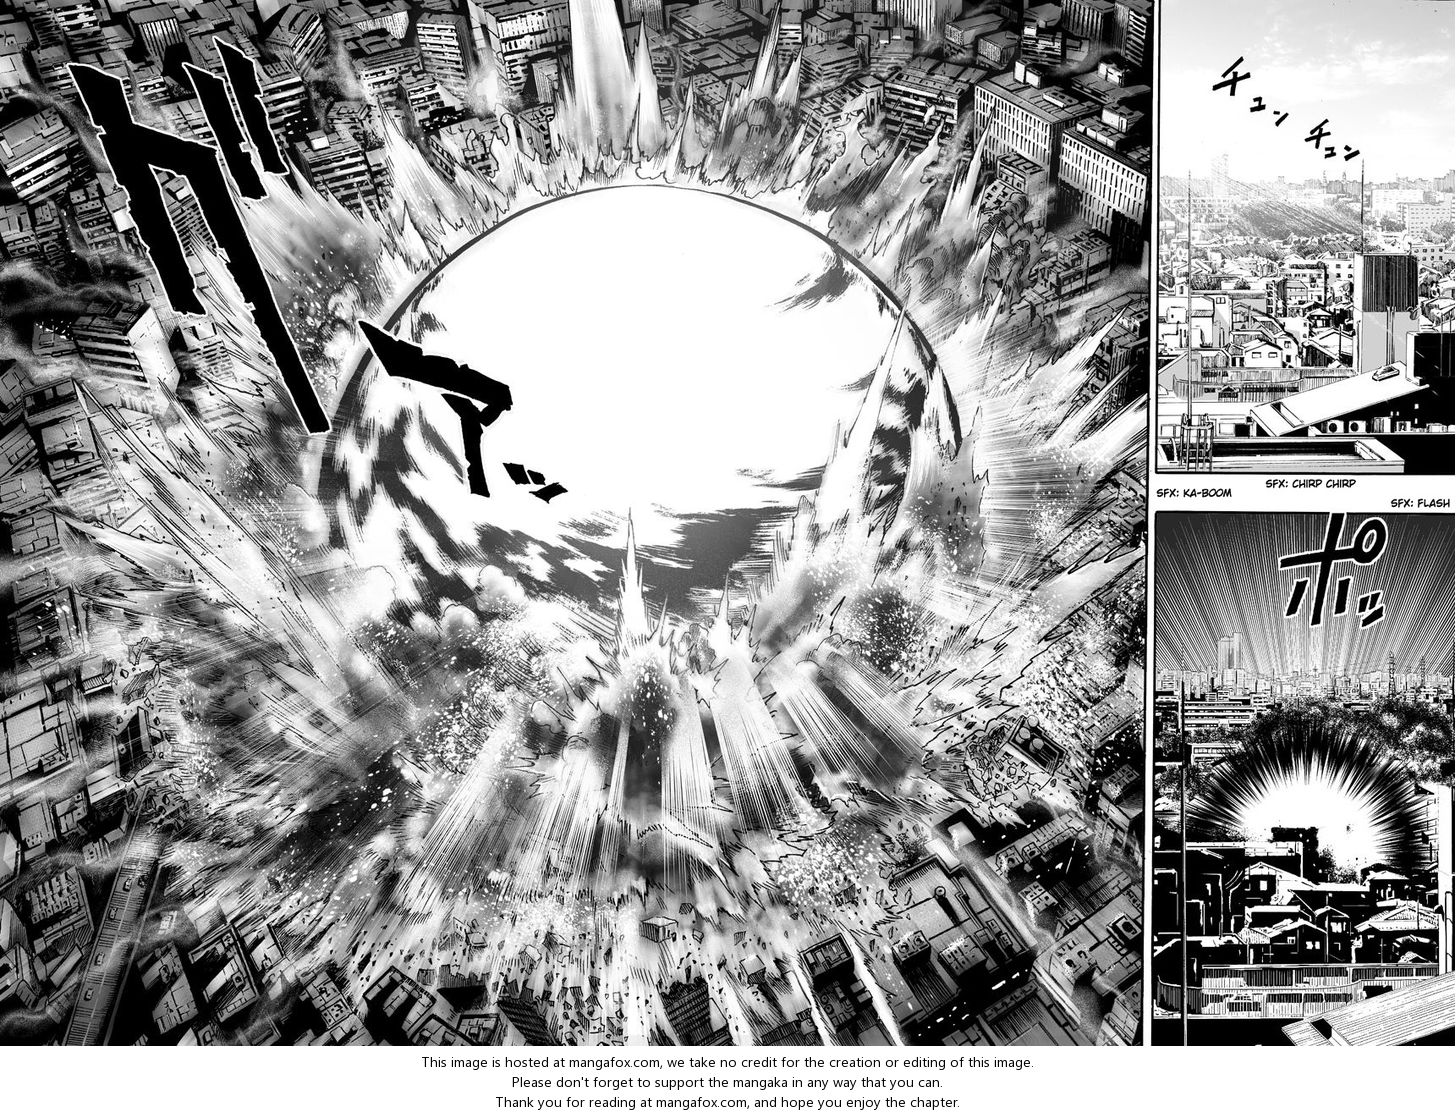 チュン
チュン
SFX: CHIRP CHIRP
SFX: KA-BOOM
SFX: FLASH
ポッ
This image is hosted at mangafox.com, we take no credit for the creation or editing of this image.
Please don't forget to support the mangaka in any way that you can.
Thank you for reading at mangafox.com, and hope you enjoy the chapter.